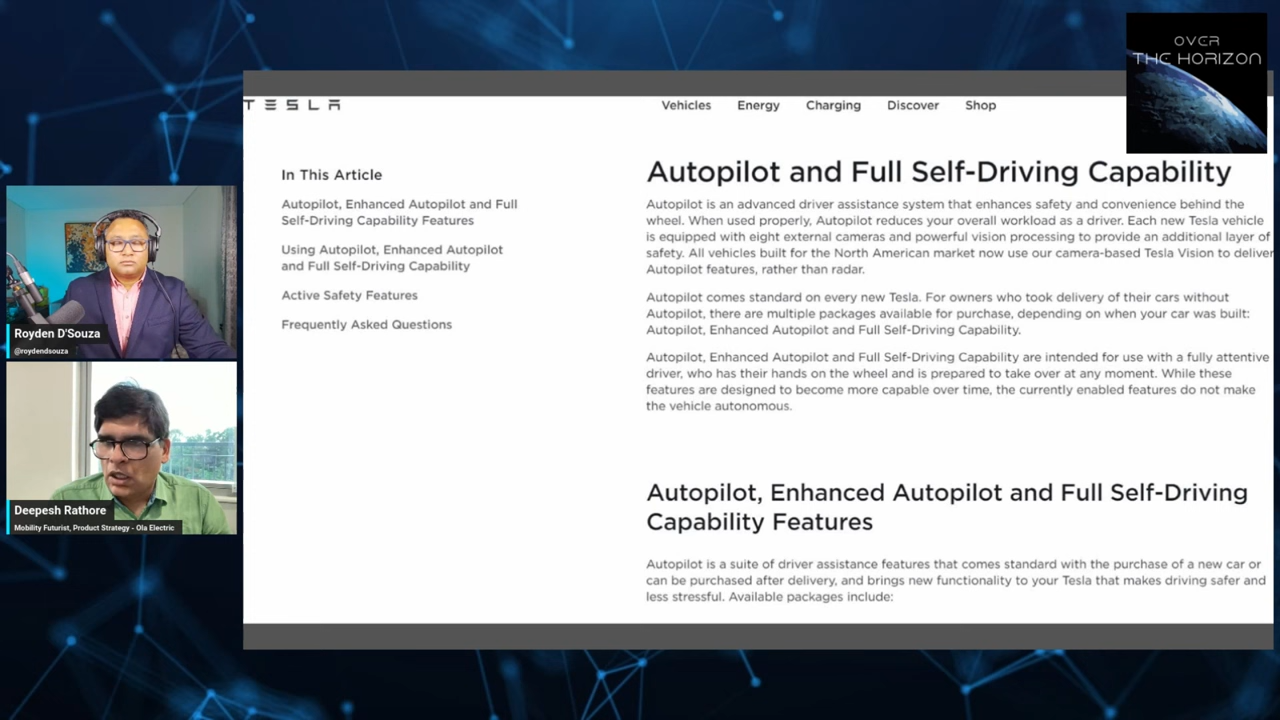 OVER
THE HORIZON
TESLA
Vehicles Energy Charging Discover Shop
In This Article
Autopilot, Enhanced Autopilot and Full
Self-Driving Capability Features
Using Autopilot, Enhanced Autopilot
and Full Self-Driving Capability
Active Safety Features
Frequently Asked Questions
Autopilot and Full Self-Driving Capability
Autopilot is an advanced driver assistance system that enhances safety and convenience behind the
wheel. When used properly, Autopilot reduces your overall workload as a driver. Each new Tesla vehicle
is equipped with eight external cameras and powerful vision processing to provide an additional layer of
safety. All vehicles built for the North American market now use our camera-based Tesla Vision to deliver
Autopilot features, rather than radar.
Autopilot comes standard on every new Tesla. For owners who took delivery of their cars without
Autopilot, there are multiple packages available for purchase, depending on when your car was built:
Autopilot, Enhanced Autopilot and Full Self-Driving Capability.
Autopilot, Enhanced Autopilot and Full Self-Driving Capability are intended for use with a fully attentive
driver, who has their hands on the wheel and is prepared to take over at any moment. While these
features are designed to become more capable over time, the currently enabled features do not make
the vehicle autonomous.
Autopilot, Enhanced Autopilot and Full Self-Driving
Capability Features
Autopilot is a suite of driver assistance features that comes standard with the purchase of a new car or
can be purchased after delivery, and brings new functionality to your Tesla that makes driving safer and
less stressful. Available packages include:
Royden D'Souza
@roydendsouza
Deepesh Rathore
Mobility Futurist, Product Strategy - Ola Electric